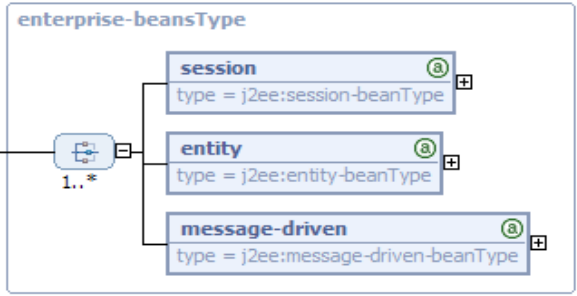 enterprise-beansType
session
a
type = j2ee:session-beanType
1..*
entity
a
type = j2ee:entity-beanType
message-driven
a
type = j2ee:message-driven-beanType